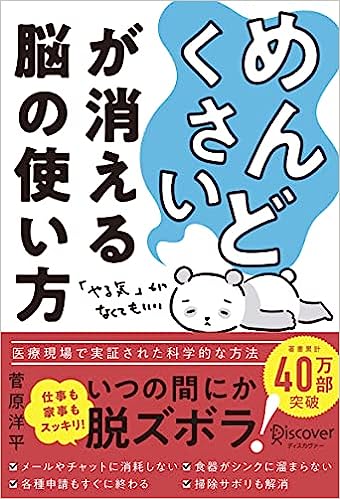 めんど
くさい
が消える
脳の使い方
「やる気」が
なくてもいい
医療現場で実証された科学的な方法
菅原洋平
仕事も
家事も
スッキリ!
いつの間にか
脱ズボラ!
著書累計
40万部
突破
Discover
ディスカヴァー
✓メールやチャットに消耗しない
✓食器がシンクに溜まらない
✓各種申請もすぐに終わる
✓掃除サボりも解消